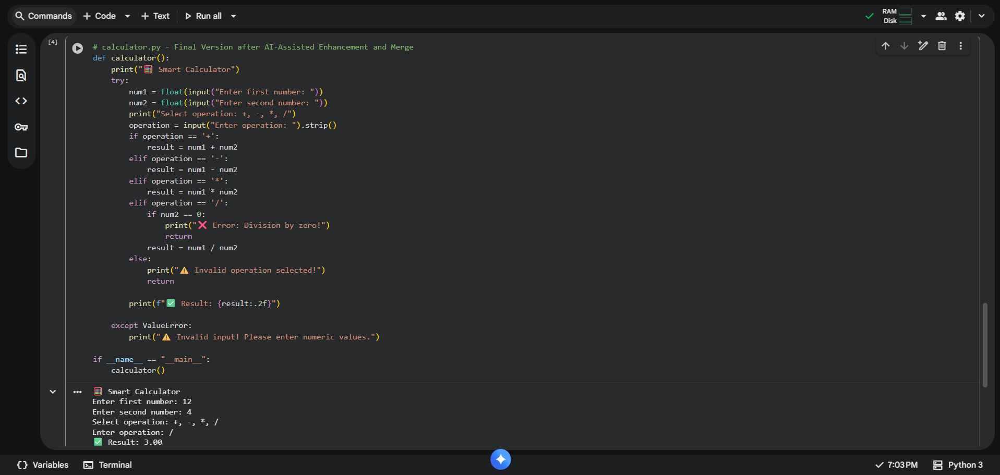 Commands + Code + Text Run all RAM
Disk
[4]
# calculator.py - Final Version after AI-Assisted Enhancement and Merge
def calculator():
    print("🧮 Smart Calculator")
    try:
        num1 = float(input("Enter first number: "))
        num2 = float(input("Enter second number: "))
        print("Select operation: +, -, *, /")
        operation = input("Enter operation: ").strip()
        if operation == '+':
            result = num1 + num2
        elif operation == '-':
            result = num1 - num2
        elif operation == '*':
            result = num1 * num2
        elif operation == '/':
            if num2 == 0:
                print("❌ Error: Division by zero!")
                return
            result = num1 / num2
        else:
            print("⚠️ Invalid operation selected!")
            return
        print(f"✅ Result: {result:.2f}")
    except ValueError:
        print("⚠️ Invalid input! Please enter numeric values.")
if __name__ == "__main__":
    calculator()
🧮 Smart Calculator
Enter first number: 12
Enter second number: 4
Select operation: +, -, *, /
Enter operation: /
✅ Result: 3.00
Variables Terminal 7:03 PM Python 3